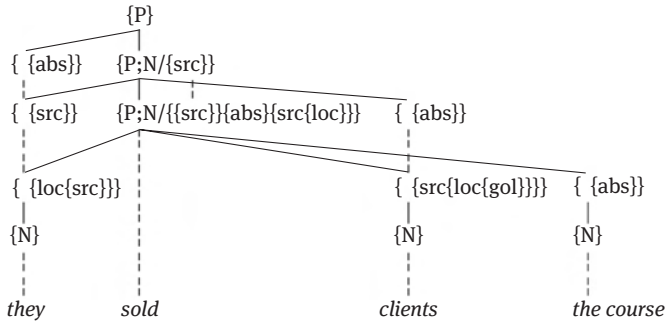 {P}
{ {abs}} {P;N/{src}}
{ {src}} {P;N/{{src}}{abs}{src{loc}}} { {abs}}
{ {loc{src}}} { {src{loc{gol}}}} { {abs}}
{N} {N} {N}
they sold clients the course